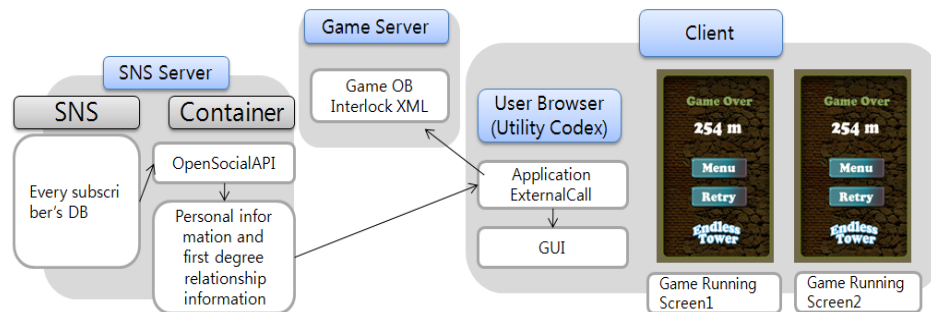 Game Server
Client
SNS Server
Game OB
Interlock XML
SNS
Container
User Browser
(Utility Codex)
OpenSocialAPI
Every subscri
ber's DB
Application
ExternalCall
Personal infor
mation and
first degree
relationship
information
GUI
Game Over
254 m
Menu
Retry
Endless
Tower
Game Over
254 m
Menu
Retry
Endless
Tower
Game Running
Screen1
Game Running
Screen2